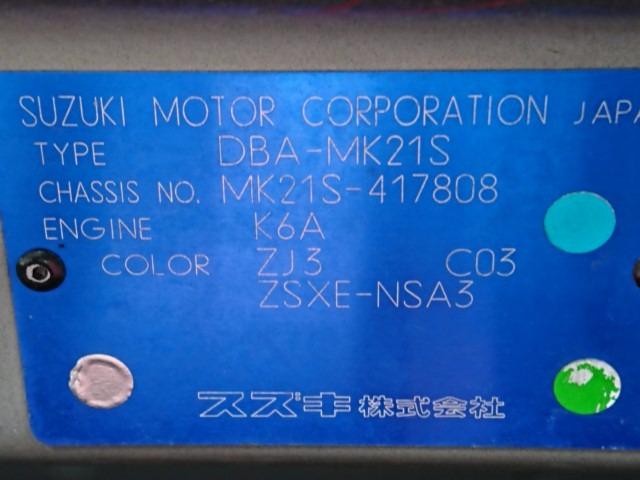 SUZUKI MOTOR CORPORATION JAPA
TYPE DBA-MK21S
CHASSIS NO. MK21S-417808
ENGINE K6A
COLOR ZJ3 C03
ZSXE-NSA3
スズキ株式会社